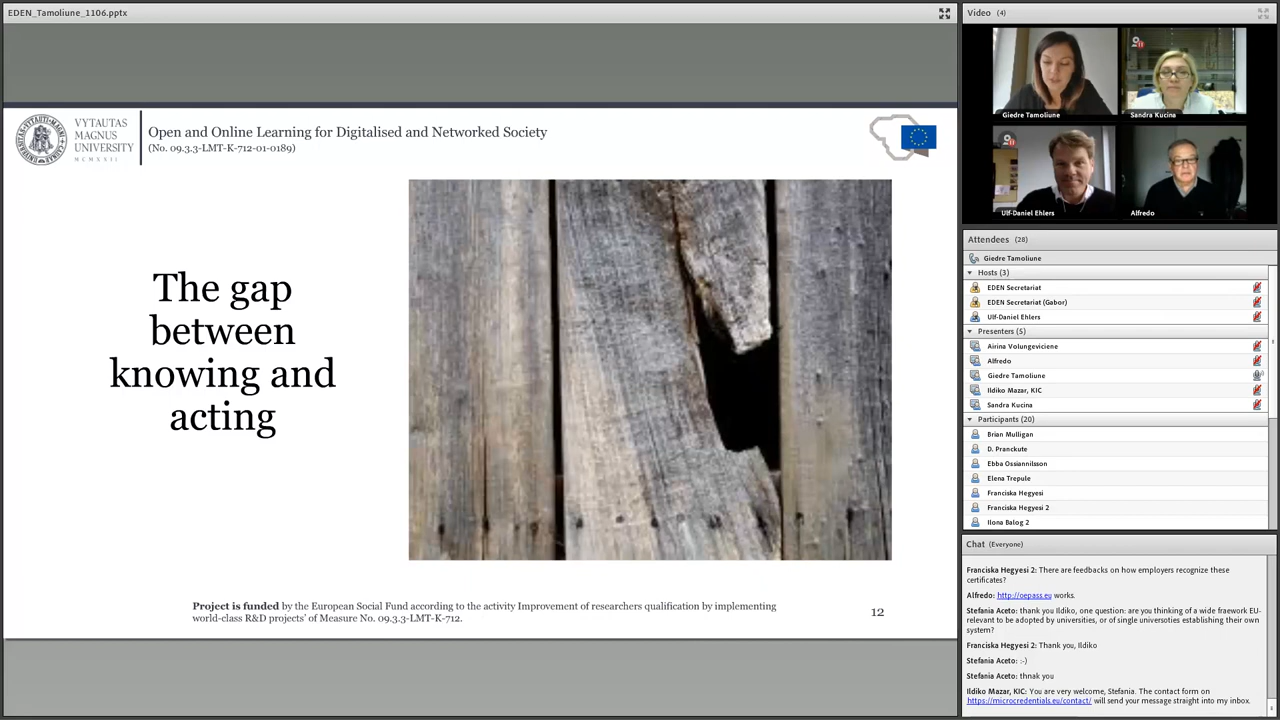 EDEN_Tamoliune_1106.pptx
VYTAUTAS
MAGNUS
UNIVERSITY
MCMXXII
Open and Online Learning for Digitalised and Networked Society
(No. 09.3.3-LMT-K-712-01-0189)
The gap
between
knowing and
acting
Project is funded by the European Social Fund according to the activity Improvement of researchers qualification by implementing
world-class R&D projects' of Measure No. 09.3.3-LMT-K-712.
12
Video (4)
Giedre Tamoliune
Sandra Kucina
Ulf-Daniel Ehlers
Alfredo
Attendees (28)
Giedre Tamoliune
Hosts (3)
EDEN Secretariat
EDEN Secretariat (Gabor)
Ulf-Daniel Ehlers
Presenters (5)
Airina Volungeviciene
Alfredo
Giedre Tamoliune
Ildiko Mazar, KIC
Sandra Kucina
Participants (20)
Brian Mulligan
D. Pranckute
Ebba Ossiannilsson
Elena Trepule
Franciska Hegyesi
Franciska Hegyesi 2
Ilona Balog 2
Chat (Everyone)
Franciska Hegyesi 2: There are feedbacks on how employers recognize these
certificates?
Alfredo: http://oepass.eu works.
Stefania Aceto: thank you Ildiko, one question: are you thinking of a wide fraework EU-
relevant to be adopted by universities, or of single universoties establishing their own
system?
Franciska Hegyesi 2: Thank you, Ildiko
Stefania Aceto: :-)
Stefania Aceto: thnak you
Ildiko Mazar, KIC: You are very welcome, Stefania. The contact form on
https://microcredentials.eu/contact/ will send your message straight into my inbox.